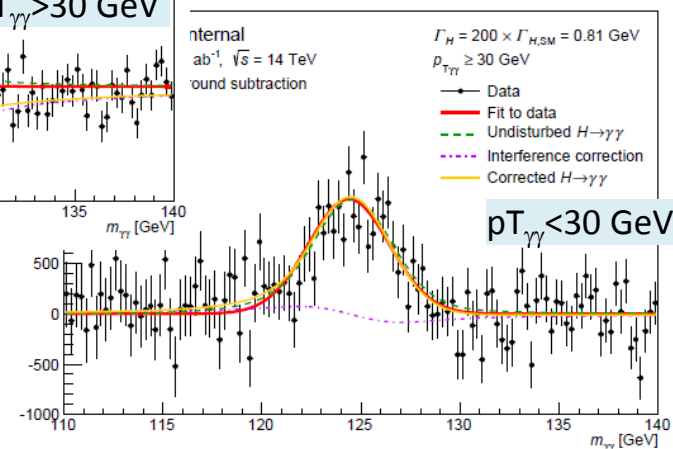 T_γγ>30 GeV
nternal
ab⁻¹, √s = 14 TeV
round subtraction
Γ_H = 200 × Γ_H,SM = 0.81 GeV
p_Tγγ ≥ 30 GeV
Data
Fit to data
Undisturbed H→γγ
Interference correction
Corrected H→γγ
135
140
m_γγ [GeV]
pT_γγ<30 GeV
500
0
-500
-1000
110
120
125
130
135
140
m_γγ [GeV]